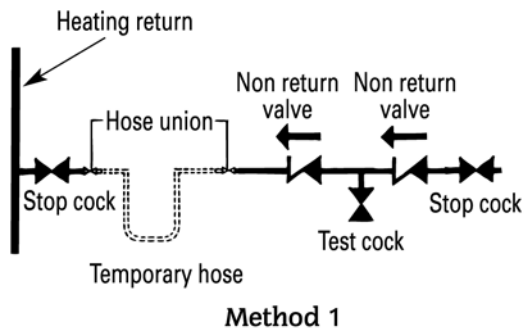 Heating return
Non return
valve
Non return
valve
Hose union
Stop cock
Stop cock
Test cock
Temporary hose
Method 1